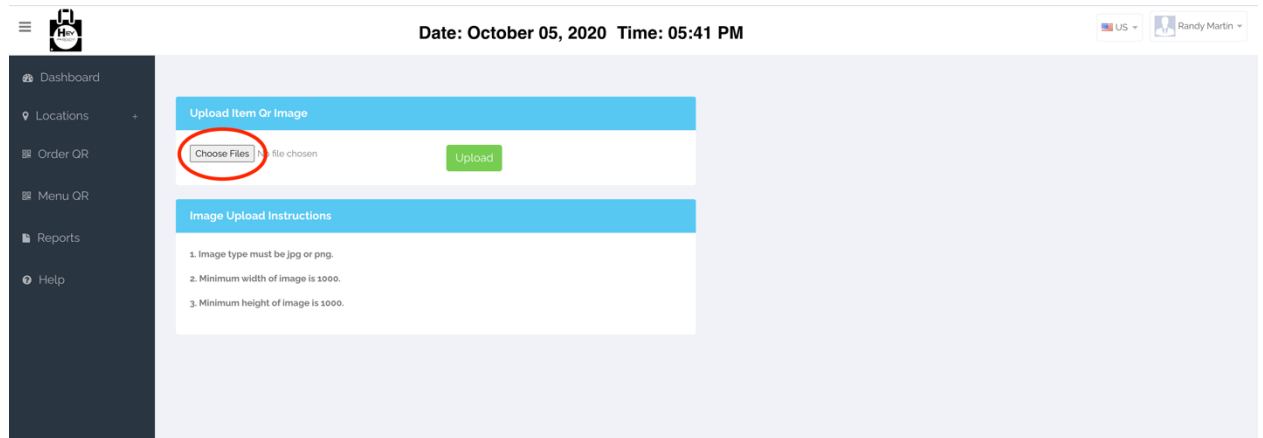 HEY
Date: October 05, 2020 Time: 05:41 PM
US
Randy Martin
Dashboard
Locations +
Order QR
Menu QR
Reports
Help
Upload Item Qr Image
Choose Files No file chosen
Upload
Image Upload Instructions
1. Image type must be jpg or png.
2. Minimum width of image is 1000.
3. Minimum height of image is 1000.